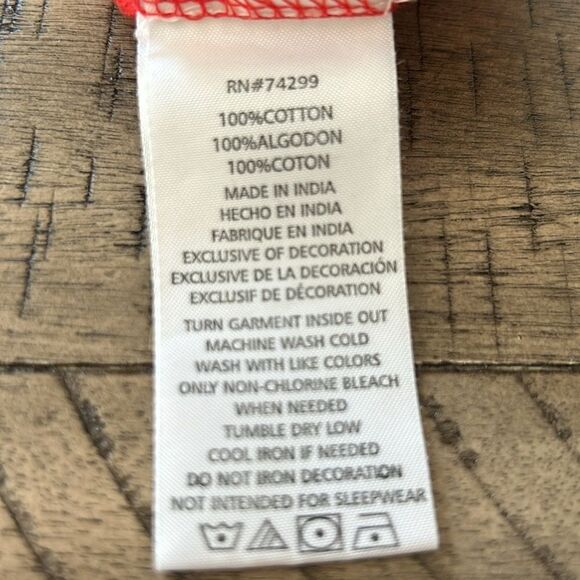 RN#74299
100%COTTON
100%ALGODON
100%COTON
MADE IN INDIA
HECHO EN INDIA
FABRIQUE EN INDIA
EXCLUSIVE OF DECORATION
EXCLUSIVE DE LA DECORACIÓN
EXCLUSIF DE DÉCORATION
TURN GARMENT INSIDE OUT
MACHINE WASH COLD
WASH WITH LIKE COLORS
ONLY NON-CHLORINE BLEACH
WHEN NEEDED
TUMBLE DRY LOW
COOL IRON IF NEEDED
DO NOT IRON DECORATION
NOT INTENDED FOR SLEEPWEAR